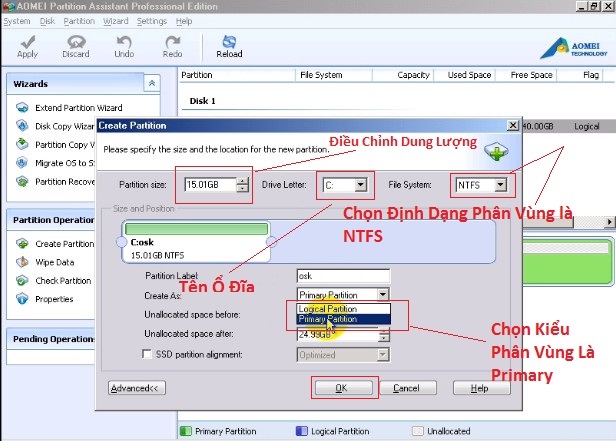 AOMEI Partition Assistant Professional Edition
System Disk Partition Wizard Settings Help
Apply Discard Undo Redo Reload
AOMEI
TECHNOLOGY
Wizards
Extend Partition Wizard
Disk Copy Wiz
Partition Copy W
Migrate OS to S
Partition Recove
Partition Operation
Create Partition
Wipe Data
Check Partition
Properties
Pending Operations
Partition File System Capacity Used Space Free Space Flag
Disk 1
40.00GB Logical
Create Partition
Please specify the size and the location for the new partition.
Điều Chỉnh Dung Lượng
Partition size: 15.01GB Drive Letter: C: File System: NTFS
Size and Position
Chọn Định Dạng Phân Vùng là
NTFS
C:osk
15.01GB NTFS
Tên Ổ Đĩa
Partition Label: osk
Create As: Primary Partition
Logical Partition
Primary Partition
Unallocated space before:
Unallocated space after: 24.99GB
SSD partition alignment: Optimized
Chọn Kiểu
Phân Vùng Là
Primary
Advanced<< OK Cancel Help
Primary Partition Logical Partition Unallocated